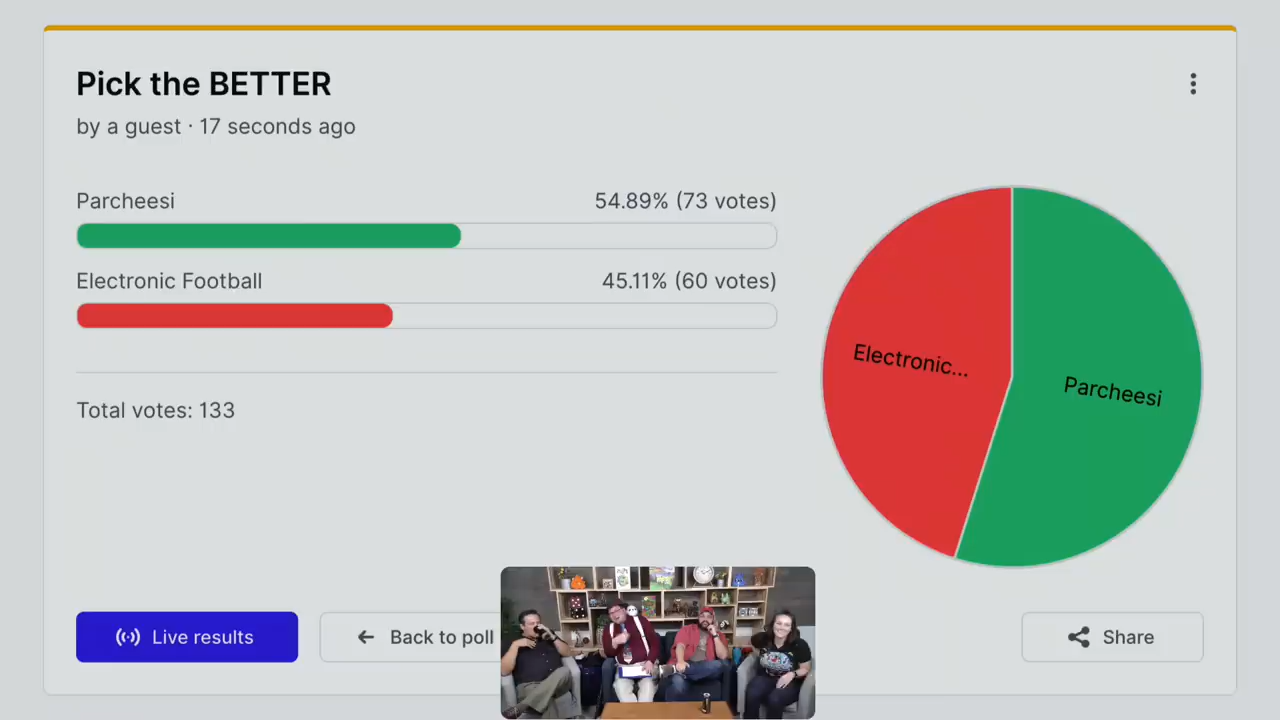 Pick the BETTER
by a guest · 17 seconds ago
Parcheesi 54.89% (73 votes)
Electronic Football 45.11% (60 votes)
Total votes: 133
Electronic...
Parcheesi
Live results
Back to poll
Share